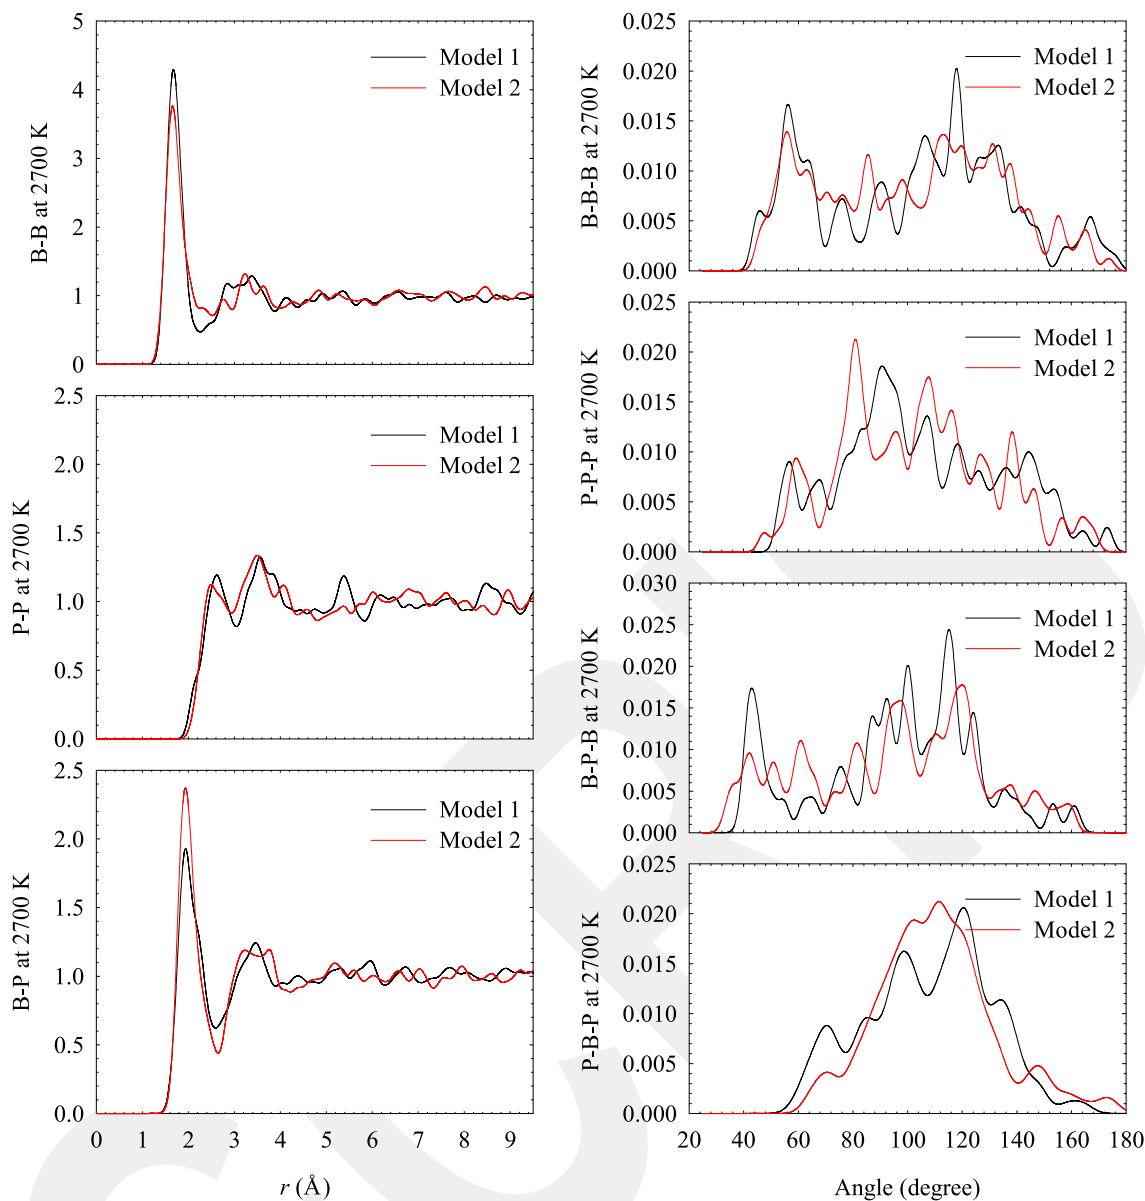 B-B at 2700 K
5
4
3
2
1
0
Model 1
Model 2
P-P at 2700 K
2.5
2.0
1.5
1.0
0.5
0.0
Model 1
Model 2
B-P at 2700 K
2.5
2.0
1.5
1.0
0.5
0.0
Model 1
Model 2
0 1 2 3 4 5 6 7 8 9
r (Å)
B-B-B at 2700 K
0.025
0.020
0.015
0.010
0.005
0.000
Model 1
Model 2
P-P-P at 2700 K
0.025
0.020
0.015
0.010
0.005
0.000
Model 1
Model 2
B-P-B at 2700 K
0.030
0.025
0.020
0.015
0.010
0.005
0.000
Model 1
Model 2
P-B-P at 2700 K
0.025
0.020
0.015
0.010
0.005
0.000
Model 1
Model 2
20 40 60 80 100 120 140 160 180
Angle (degree)